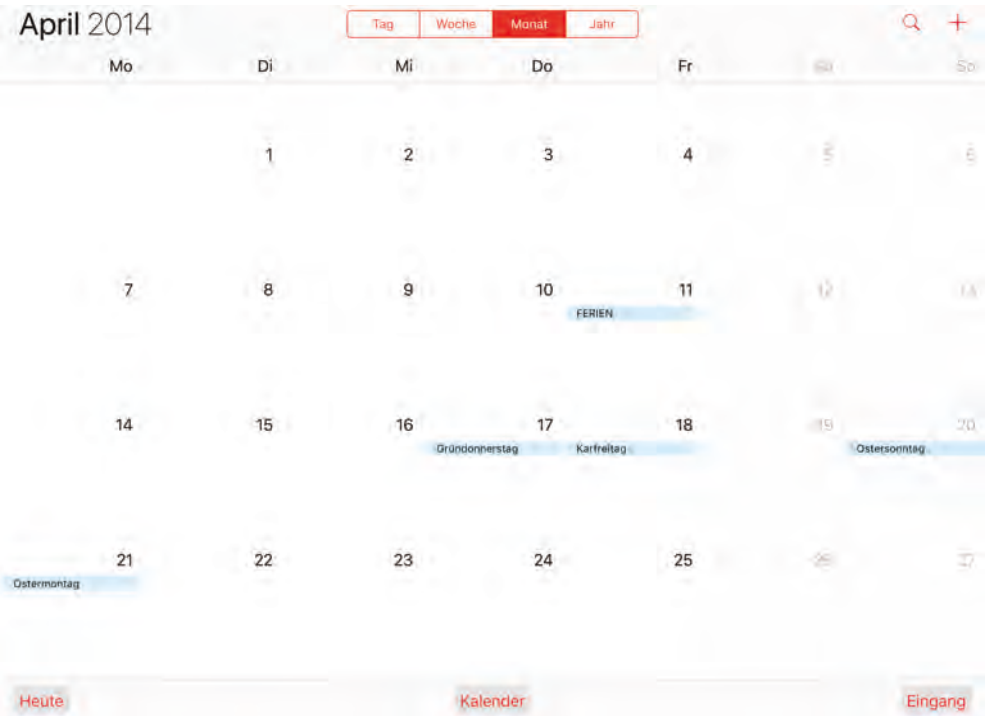 April 2014 Tag Woche Monat Jahr
Mo Di Mi Do Fr Sa So
1 2 3 4 5 6
7 8 9 10 11 12 13
FERIEN
14 15 16 17 18 19 20
Gründonnerstag Karfreitag Ostersonntag
21 22 23 24 25 26 27
Ostermontag
Heute Kalender Eingang